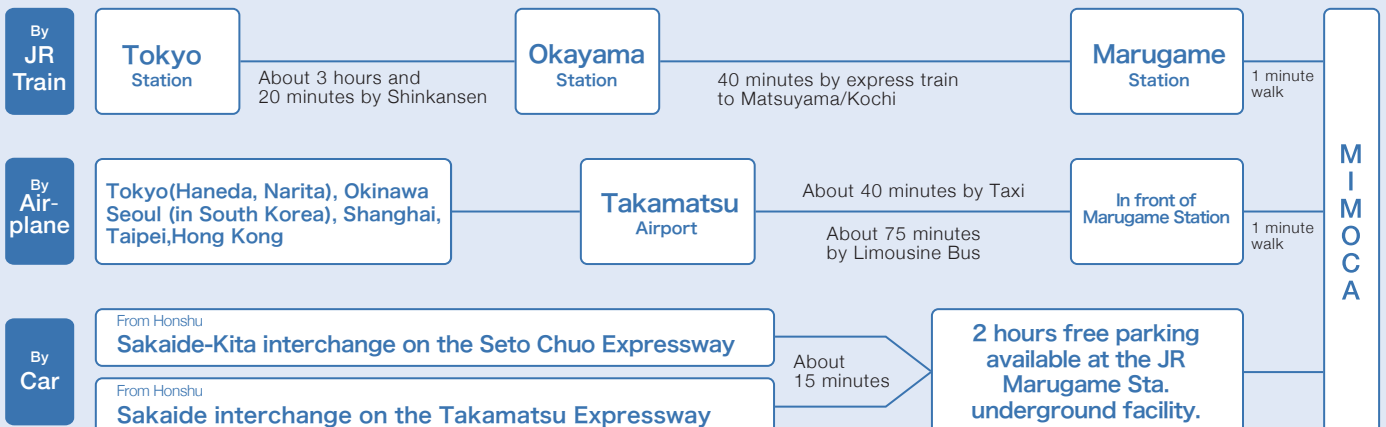 By
JR
Train
Tokyo
Station
About 3 hours and
20 minutes by Shinkansen
Okayama
Station
40 minutes by express train
to Matsuyama/Kochi
Marugame
Station
1 minute
walk
By
Air-
plane
Tokyo(Haneda, Narita), Okinawa
Seoul (in South Korea), Shanghai,
Taipei,Hong Kong
Takamatsu
Airport
About 40 minutes by Taxi
About 75 minutes
by Limousine Bus
In front of
Marugame Station
1 minute
walk
By
Car
From Honshu
Sakaide-Kita interchange on the Seto Chuo Expressway
From Honshu
Sakaide interchange on the Takamatsu Expressway
About
15 minutes
2 hours free parking
available at the JR
Marugame Sta.
underground facility.
MIMOCA